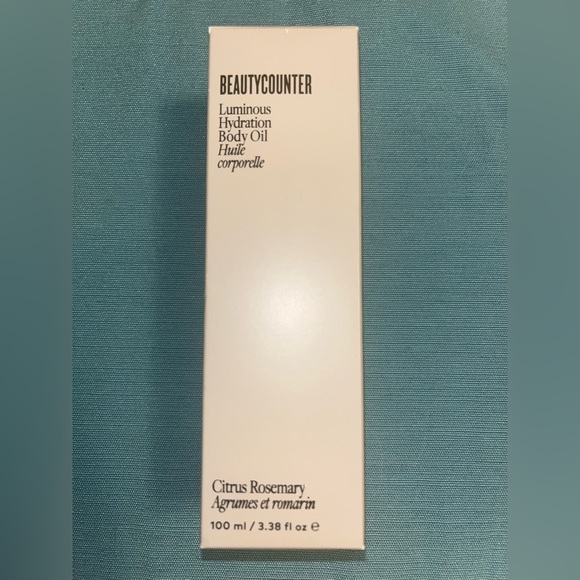 BEAUTYCOUNTER
Luminous
Hydration
Body Oil
Huile
corporelle
Citrus Rosemary
Agrumes et romarin
100 ml / 3.38 fl oz ℮